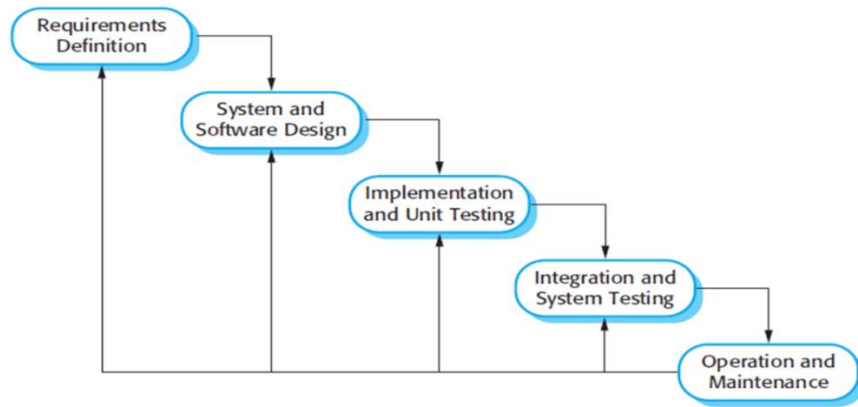 Requirements
Definition
System and
Software Design
Implementation
and Unit Testing
Integration and
System Testing
Operation and
Maintenance